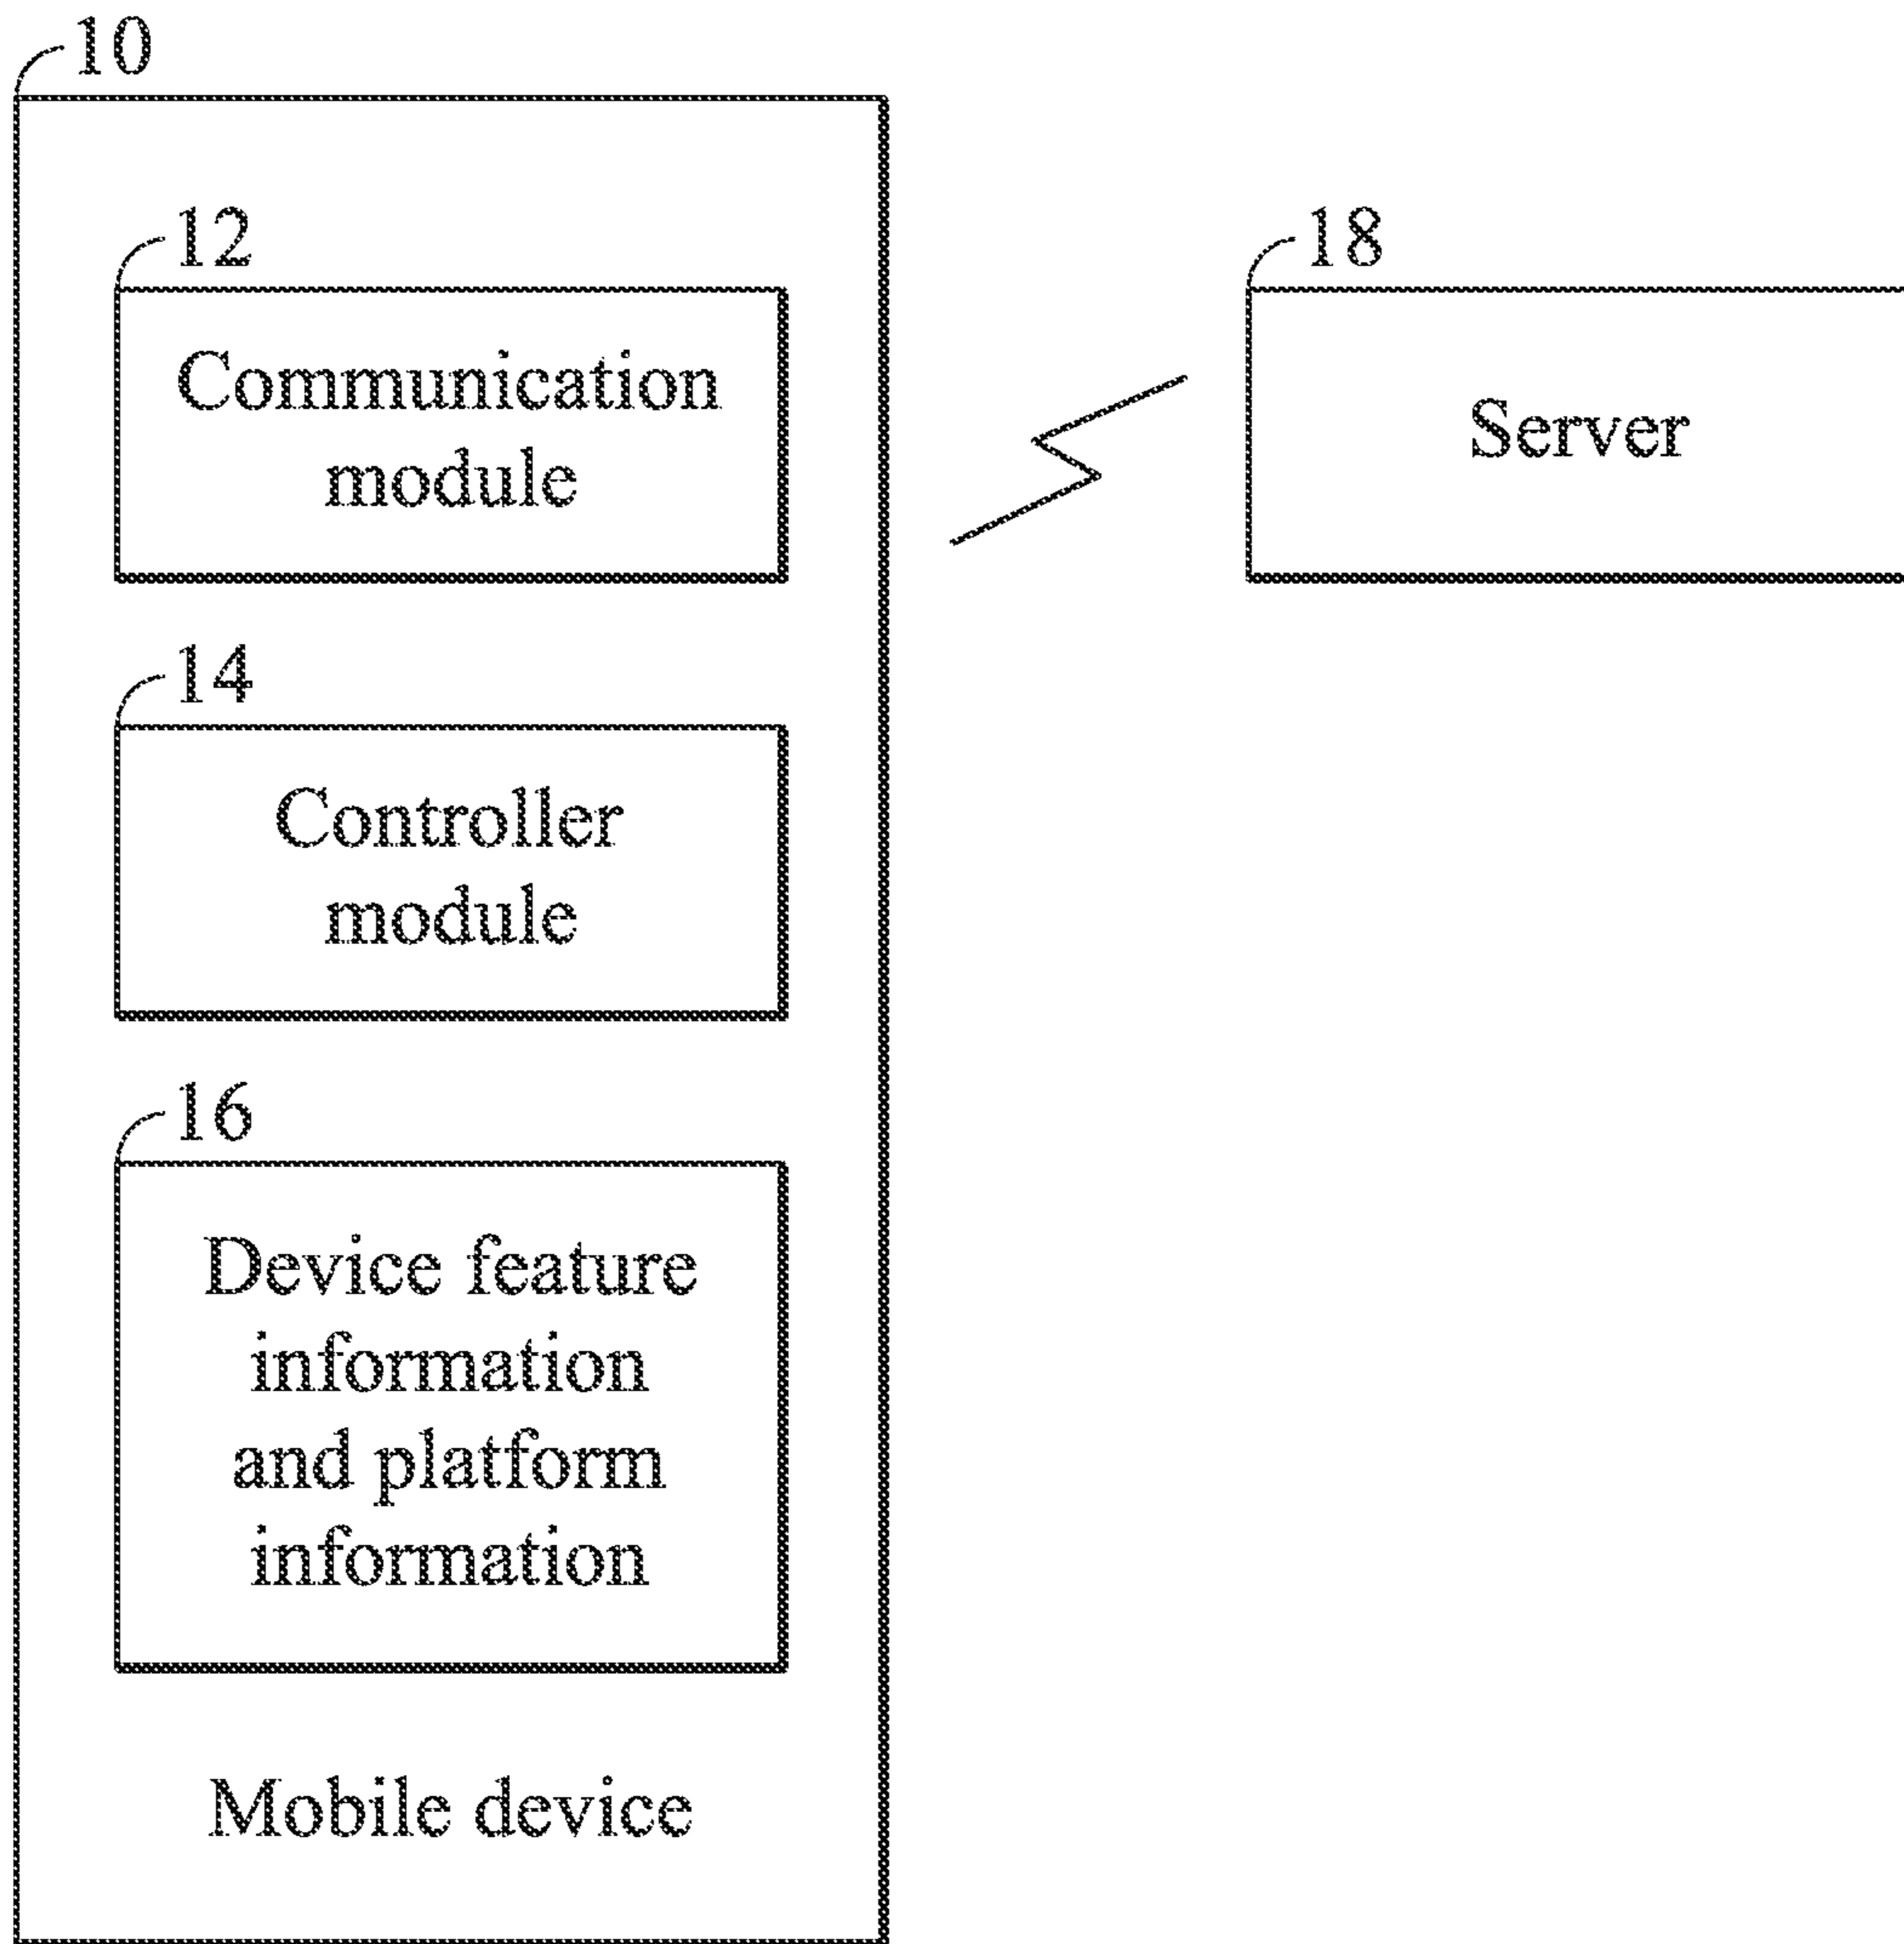 10
12
Communication
module
14
Controller
module
16
Device feature
information
and platform
information
Mobile device
18
Server